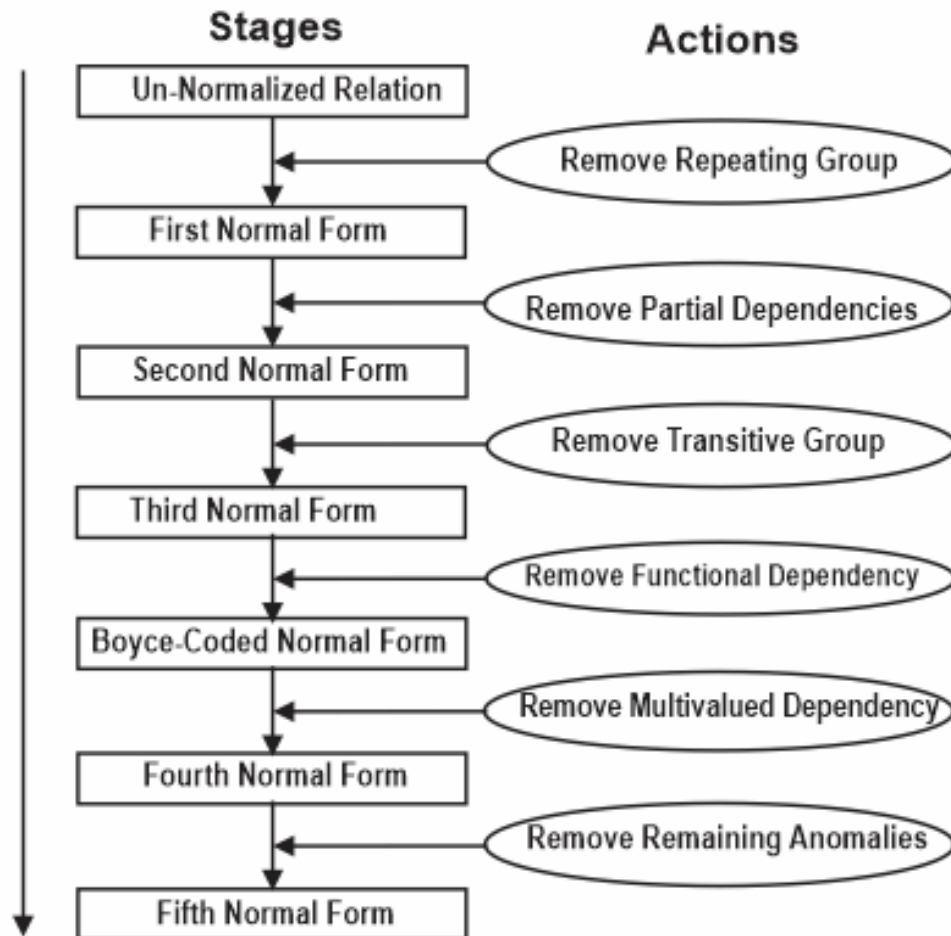 Stages
Actions
Un-Normalized Relation
Remove Repeating Group
First Normal Form
Remove Partial Dependencies
Second Normal Form
Remove Transitive Group
Third Normal Form
Remove Functional Dependency
Boyce-Coded Normal Form
Remove Multivalued Dependency
Fourth Normal Form
Remove Remaining Anomalies
Fifth Normal Form